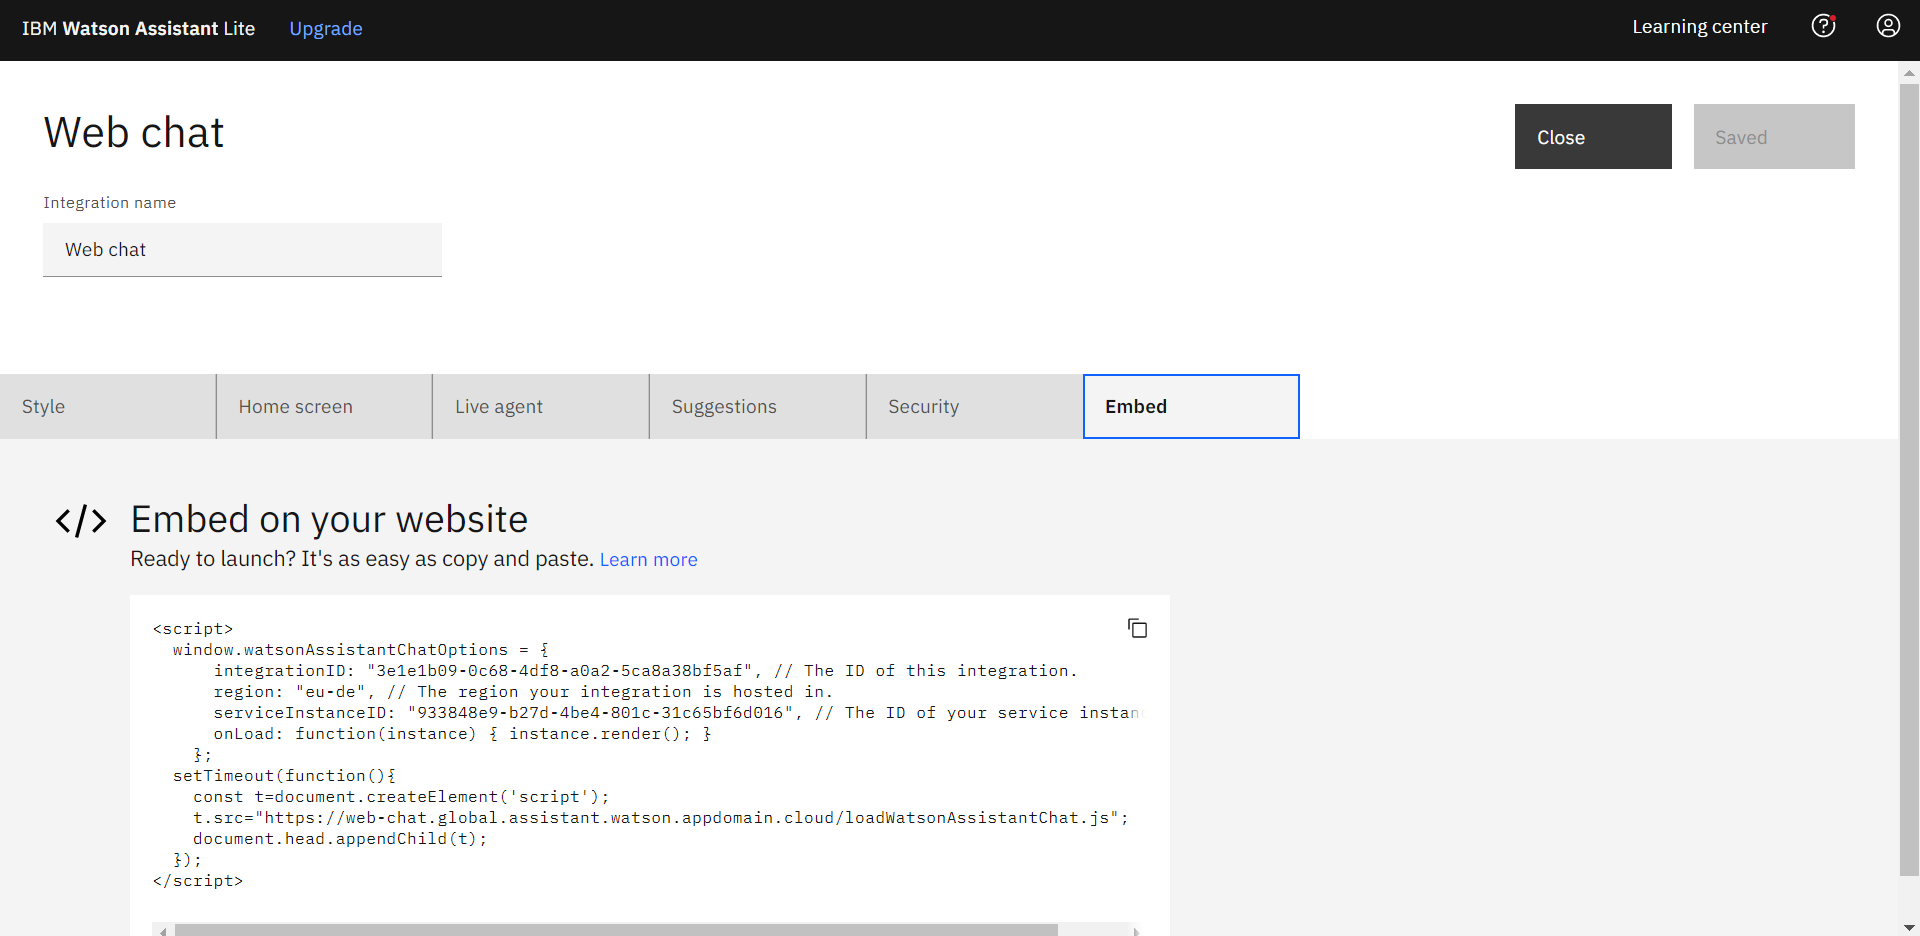 IBM Watson Assistant Lite Upgrade Learning center
Web chat
Close Saved
Integration name
Web chat
Style Home screen Live agent Suggestions Security Embed
</> Embed on your website
Ready to launch? It's as easy as copy and paste. Learn more
<script>
  window.watsonAssistantChatOptions = {
      integrationID: "3e1e1b09-0c68-4df8-a0a2-5ca8a38bf5af", // The ID of this integration.
      region: "eu-de", // The region your integration is hosted in.
      serviceInstanceID: "933848e9-b27d-4be4-801c-31c65bf6d016", // The ID of your service instan
      onLoad: function(instance) { instance.render(); }
    };
  setTimeout(function(){
    const t=document.createElement('script');
    t.src="https://web-chat.global.assistant.watson.appdomain.cloud/loadWatsonAssistantChat.js";
    document.head.appendChild(t);
  });
</script>